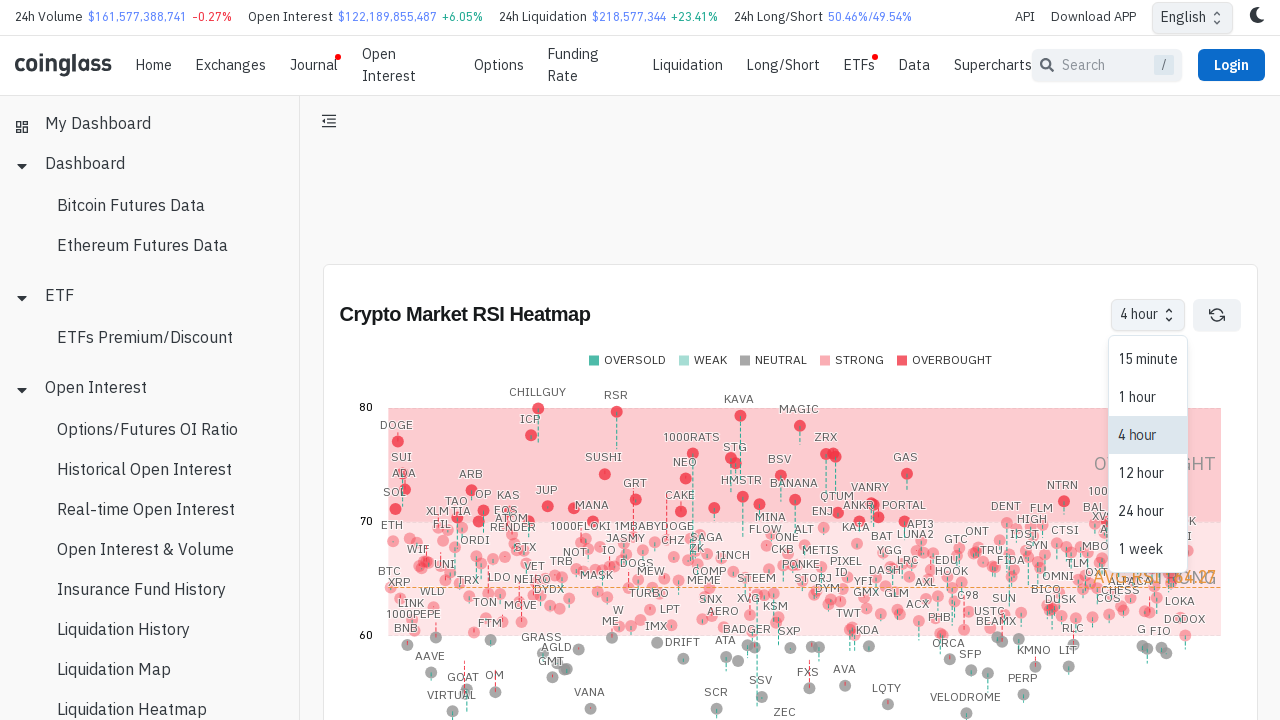 24h Volume $161,577,388,741 -0.27% Open Interest $122,189,855,487 +6.05% 24h Liquidation $218,577,344 +23.41% 24h Long/Short 50.46%/49.54% API Download APP English
coinglass Home Exchanges Journal Open Interest Options Funding Rate Liquidation Long/Short ETFs Data Supercharts Search / Login
My Dashboard
Dashboard
Bitcoin Futures Data
Ethereum Futures Data
ETF
ETFs Premium/Discount
Open Interest
Options/Futures OI Ratio
Historical Open Interest
Real-time Open Interest
Open Interest & Volume
Insurance Fund History
Liquidation History
Liquidation Map
Liquidation Heatmap
Crypto Market RSI Heatmap 4 hour
15 minute
1 hour
4 hour
12 hour
24 hour
1 week
OVERSOLD WEAK NEUTRAL STRONG OVERBOUGHT
CHILLGUY RSR KAVA
80 MAGIC
DOGE ICP
1000RATS ZRX
STG
SUI SUSHI NEO BSV GAS
ADA ARB GRT HMSTR BANANA VANRY NTRN
SOL JUP CAKE QTUM
TAO OP KAS MANA ENJ ANKR PORTAL DENT FLM BAL
XLM TIA EOS MINA
70 ETH FIL ATOM 1000FLOKI 1MBABYDOGE FLOW ALT KAIA API3 HIGH
RENDER JASMY CHZ SAGA ONE BAT LUNA2 GTC ONT IOST CTSI
ORDI STX NOT IO ZK CKB METIS YGG TRU SYN MBO
WIF UNI TRB DOGS 1INCH PONKE PIXEL LRC EDU FIDA TLM
BTC YET MEW COMP ID DASH HOOK OMNI OXT
XRP TRX LDO NEIRO MASK MEME STEEM STORJ YFI AXL BICO ALPACA
WLD DYDX TURBO DYM GMX GLM C98 SUN CHESS
LINK TON MOVE SNX XVG ACX DUSK COS LOKA
1000PEPE FTM W LPT AERO KSM TWT PHB USTC DODOX
60 BNB ME IMX BADGER SXP KDA BEAMX RLC G FIO
GRASS DRIFT ATA ORCA
AAVE AGLD SFP KMNO LIT
GOAT OM GMT SSV FXS AVA PERP
VIRTUAL VANA SCR LQTY VELODROME
ZEC